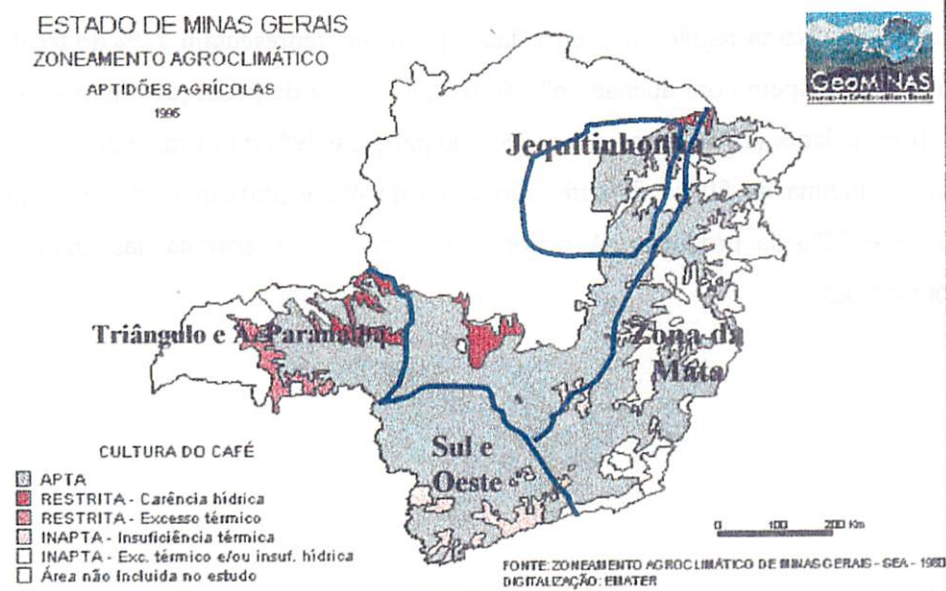 ESTADO DE MINAS GERAIS
ZONEAMENTO AGROCLIMÁTICO
APTIDÕES AGRÍCOLAS
1996
GEOMINAS
Jequitinhonha
Triângulo e A. Paranaíba
Zona da
Mata
Sul e
Oeste
CULTURA DO CAFÉ
APTA
RESTRITA - Carência hídrica
RESTRITA - Excesso térmico
INAPTA - Insuficiência térmica
INAPTA - Exc. térmico e/ou insuf. hídrica
Área não Incluida no estudo
0 100 200 Km
FONTE: ZONEAMENTO AGROCLIMÁTICO DE MINAS GERAIS - SEA - 1980
DIGITALIZAÇÃO: EMATER